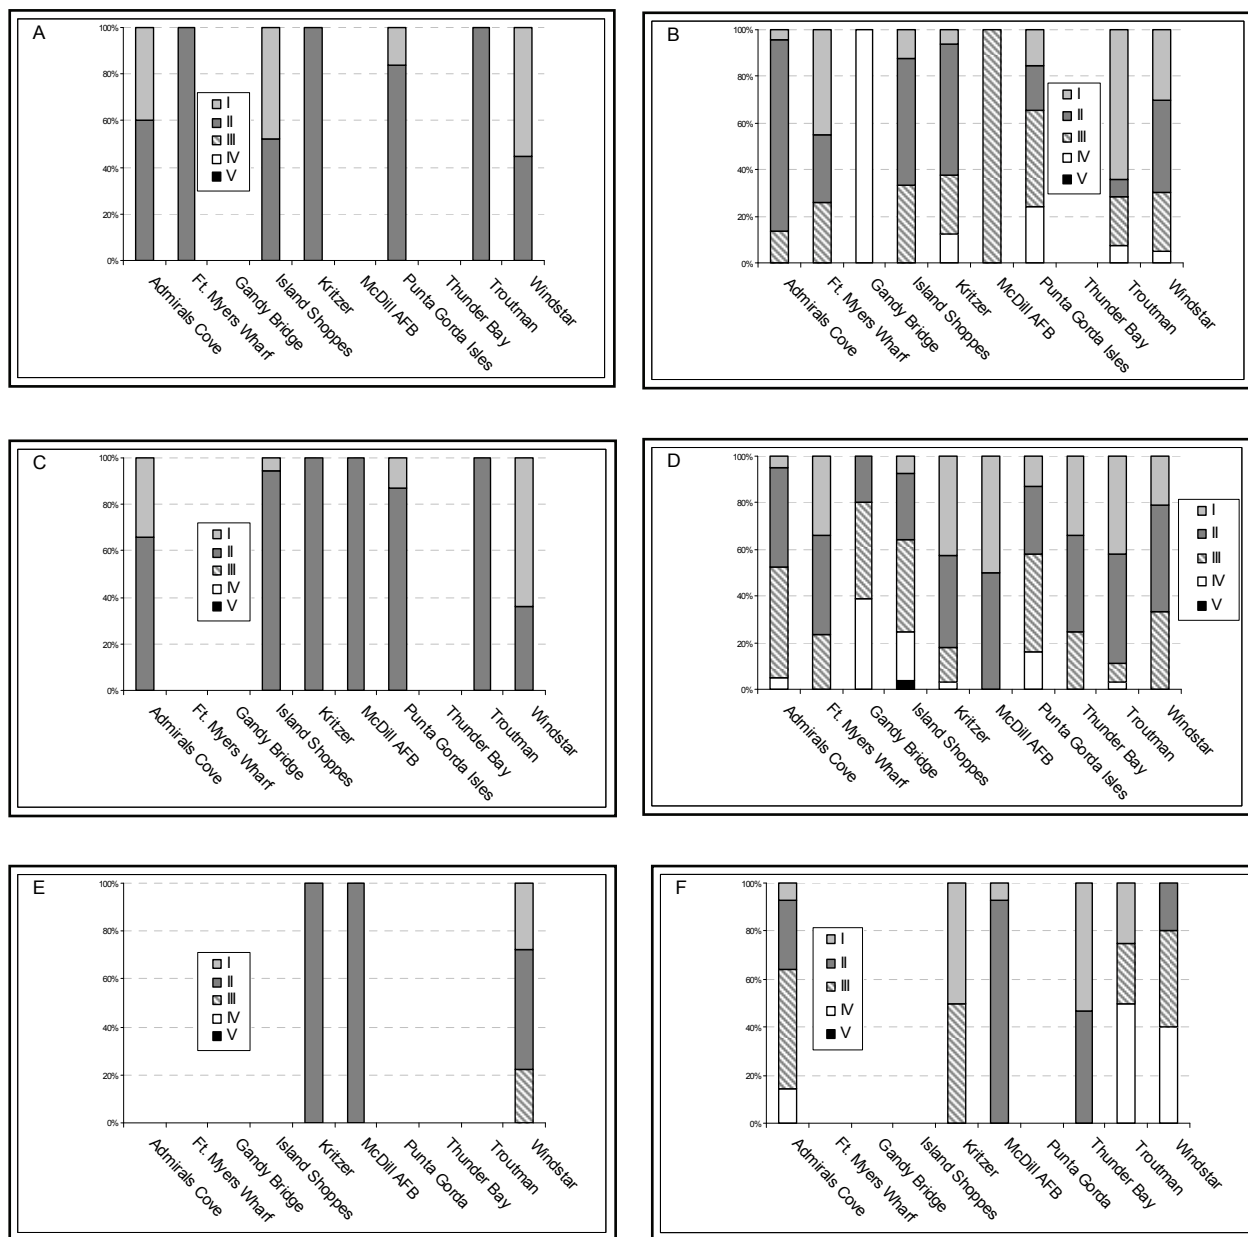 A
100%
80%
60%
40%
20%
0%
I
II
III
IV
V
Admirals Cove
Ft. Myers Wharf
Gandy Bridge
Island Shoppes
Kritzer
McDill AFB
Punta Gorda Isles
Thunder Bay
Troutman
Windstar
B
100%
80%
60%
40%
20%
0%
I
II
III
IV
V
Admirals Cove
Ft. Myers Wharf
Gandy Bridge
Island Shoppes
Kritzer
McDill AFB
Punta Gorda Isles
Thunder Bay
Troutman
Windstar
C
100%
80%
60%
40%
20%
0%
I
II
III
IV
V
Admirals Cove
Ft. Myers Wharf
Gandy Bridge
Island Shoppes
Kritzer
McDill AFB
Punta Gorda Isles
Thunder Bay
Troutman
Windstar
D
100%
80%
60%
40%
20%
0%
I
II
III
IV
V
Admirals Cove
Ft. Myers Wharf
Gandy Bridge
Island Shoppes
Kritzer
McDill AFB
Punta Gorda Isles
Thunder Bay
Troutman
Windstar
E
100%
80%
60%
40%
20%
0%
I
II
III
IV
V
Admirals Cove
Ft. Myers Wharf
Gandy Bridge
Island Shoppes
Kritzer
McDill AFB
Punta Gorda
Thunder Bay
Troutman
Windstar
F
100%
80%
60%
40%
20%
0%
I
II
III
IV
V
Admirals Cove
Ft. Myers Wharf
Gandy Bridge
Island Shoppes
Kritzer
McDill AFB
Punta Gorda
Thunder Bay
Troutman
Windstar